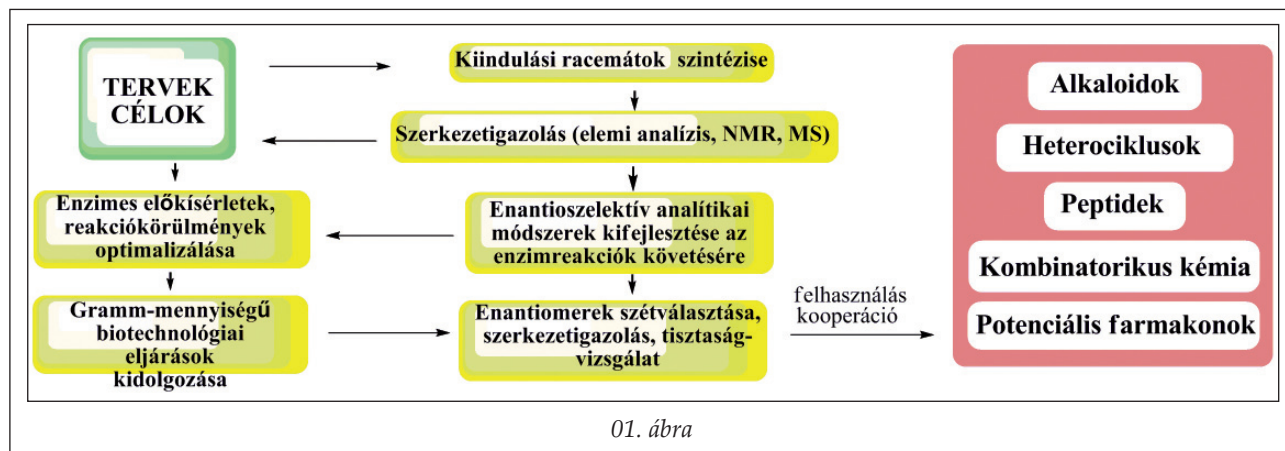 TERVEK
CÉLOK
Kiindulási racemátok szintézise
Szerkezetigazolás (elemi analízis, NMR, MS)
Enzimes előkísérletek,
reakciókörülmények
optimalizálása
Enantioszelektív analítikai
módszerek kifejlesztése az
enzimreakciók követésére
Gramm-mennyiségű
biotechnológiai
eljárások
kidolgozása
Enantiomerek szétválasztása,
szerkezetigazolás, tisztaság-
vizsgálat
felhasználás
kooperáció
Alkaloidok
Heterociklusok
Peptidek
Kombinatorikus kémia
Potenciális farmakonok
01. ábra